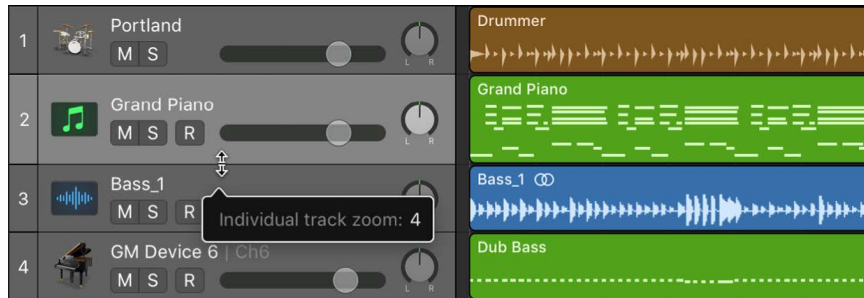 1
Portland
M S
L R
Drummer
2
Grand Piano
M S R
L R
Grand Piano
3
Bass_1
M S R
Bass_1
Individual track zoom: 4
4
GM Device 6 | Ch6
M S R
L R
Dub Bass